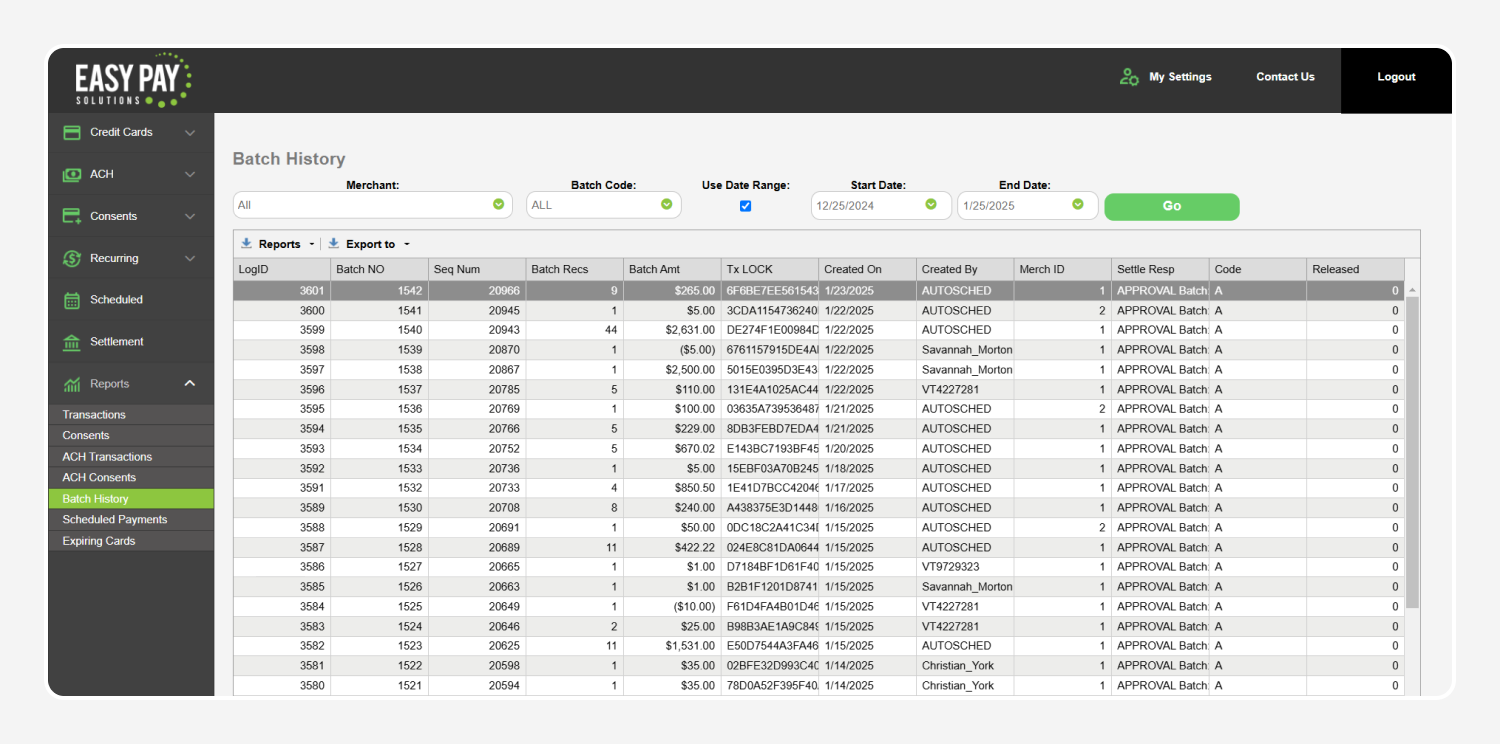 EASY PAY
SOLUTIONS
My Settings Contact Us Logout
Credit Cards
ACH
Consents
Recurring
Scheduled
Settlement
Reports
Transactions
Consents
ACH Transactions
ACH Consents
Batch History
Scheduled Payments
Expiring Cards
Batch History
Merchant: Batch Code: Use Date Range: Start Date: End Date:
All ALL 12/25/2024 1/25/2025 Go
Reports Export to
LogID Batch NO Seq Num Batch Recs Batch Amt Tx LOCK Created On Created By Merch ID Settle Resp Code Released
3601 1542 20966 9 $265.00 6F6BE7EE561543 1/23/2025 AUTOSCHED 1 APPROVAL Batch: A 0
3600 1541 20945 1 $5.00 3CDA1154736240 1/22/2025 AUTOSCHED 2 APPROVAL Batch: A 0
3599 1540 20943 44 $2,631.00 DE274F1E00984D 1/22/2025 AUTOSCHED 1 APPROVAL Batch: A 0
3598 1539 20870 1 ($5.00) 6761157915DE4A 1/22/2025 Savannah_Morton 1 APPROVAL Batch: A 0
3597 1538 20867 1 $2,500.00 5015E0395D3E43 1/22/2025 Savannah_Morton 1 APPROVAL Batch: A 0
3596 1537 20785 5 $110.00 131E4A1025AC44 1/22/2025 VT4227281 1 APPROVAL Batch: A 0
3595 1536 20769 1 $100.00 03635A73953648 1/21/2025 AUTOSCHED 2 APPROVAL Batch: A 0
3594 1535 20766 5 $229.00 8DB3FEBD7EDA4 1/21/2025 AUTOSCHED 1 APPROVAL Batch: A 0
3593 1534 20752 5 $670.02 E143BC7193BF45 1/20/2025 AUTOSCHED 1 APPROVAL Batch: A 0
3592 1533 20736 1 $5.00 15EBF03A70B245 1/18/2025 AUTOSCHED 1 APPROVAL Batch: A 0
3591 1532 20733 4 $850.50 1E41D7BCC4204 1/17/2025 AUTOSCHED 1 APPROVAL Batch: A 0
3589 1530 20708 8 $240.00 A438375E3D1448 1/16/2025 AUTOSCHED 1 APPROVAL Batch: A 0
3588 1529 20691 1 $50.00 0DC18C2A41C34 1/15/2025 AUTOSCHED 2 APPROVAL Batch: A 0
3587 1528 20689 11 $422.22 024E8C81DA0644 1/15/2025 AUTOSCHED 1 APPROVAL Batch: A 0
3586 1527 20665 1 $1.00 D7184BF1D61F40 1/15/2025 VT9729323 1 APPROVAL Batch: A 0
3585 1526 20663 1 $1.00 B2B1F1201D8741 1/15/2025 Savannah_Morton 1 APPROVAL Batch: A 0
3584 1525 20649 1 ($10.00) F61D4FA4B01D46 1/15/2025 VT4227281 1 APPROVAL Batch: A 0
3583 1524 20646 2 $25.00 B98B3AE1A9C849 1/15/2025 VT4227281 1 APPROVAL Batch: A 0
3582 1523 20625 11 $1,531.00 E50D7544A3FA46 1/15/2025 AUTOSCHED 1 APPROVAL Batch: A 0
3581 1522 20598 1 $35.00 02BFE32D993C40 1/14/2025 Christian_York 1 APPROVAL Batch: A 0
3580 1521 20594 1 $35.00 78D0A52F395F40 1/14/2025 Christian_York 1 APPROVAL Batch: A 0